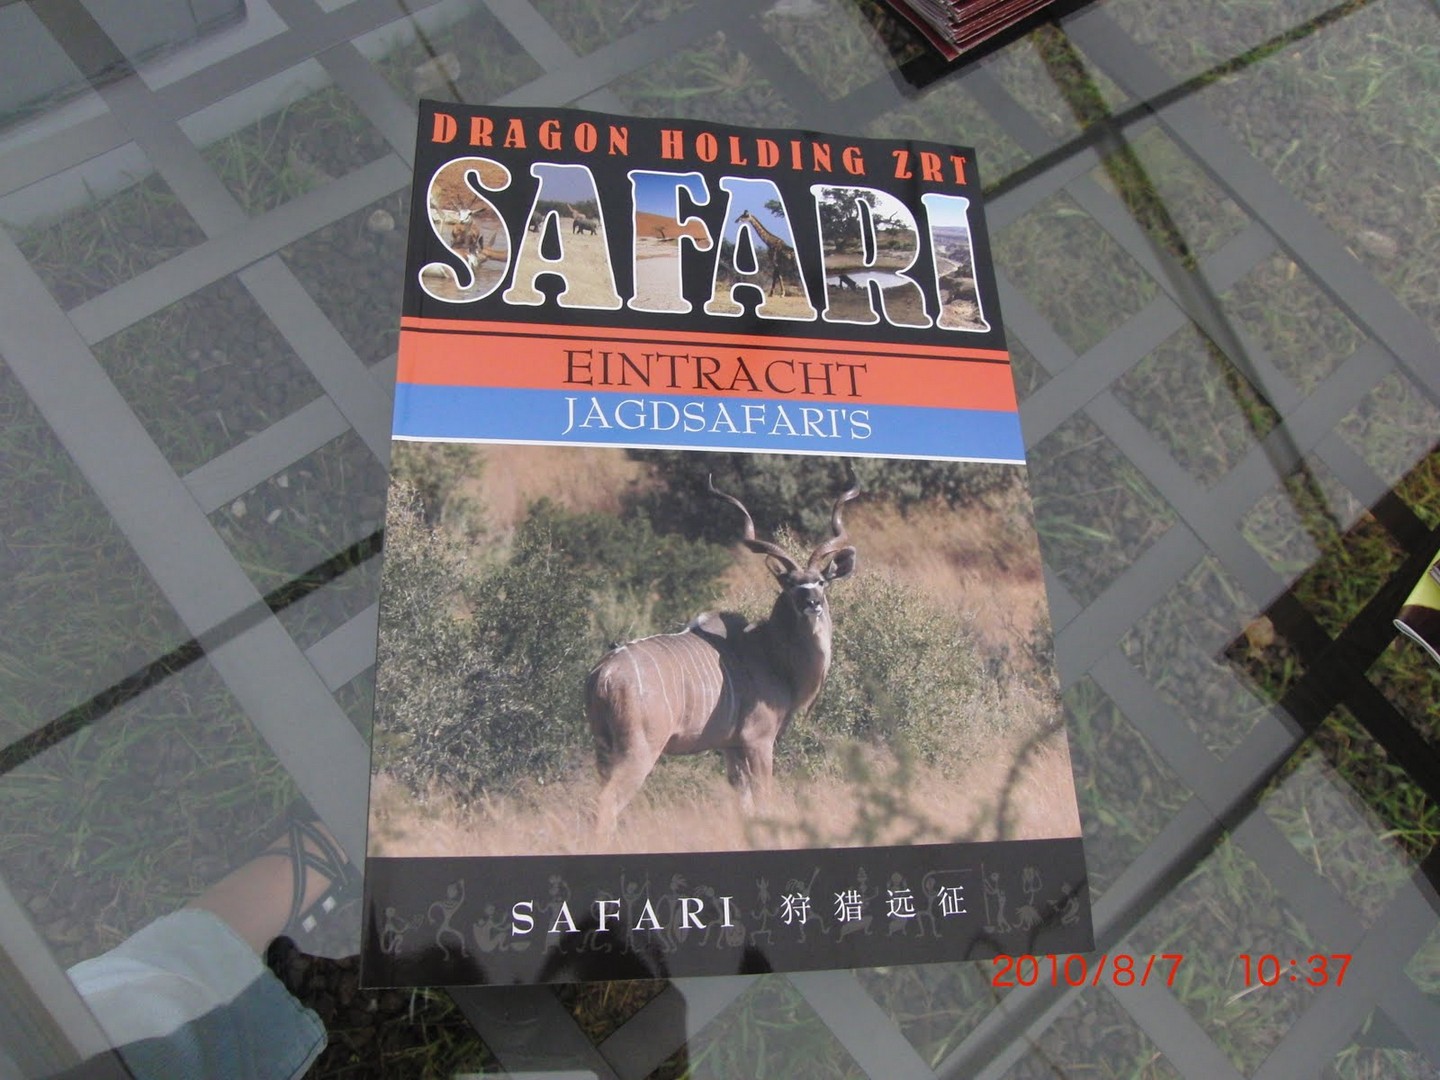 DRAGON HOLDING ZRT
SAFARI
EINTRACHT
JAGDSAFARI'S
SAFARI 狩猎远征
2010/8/7 10:37